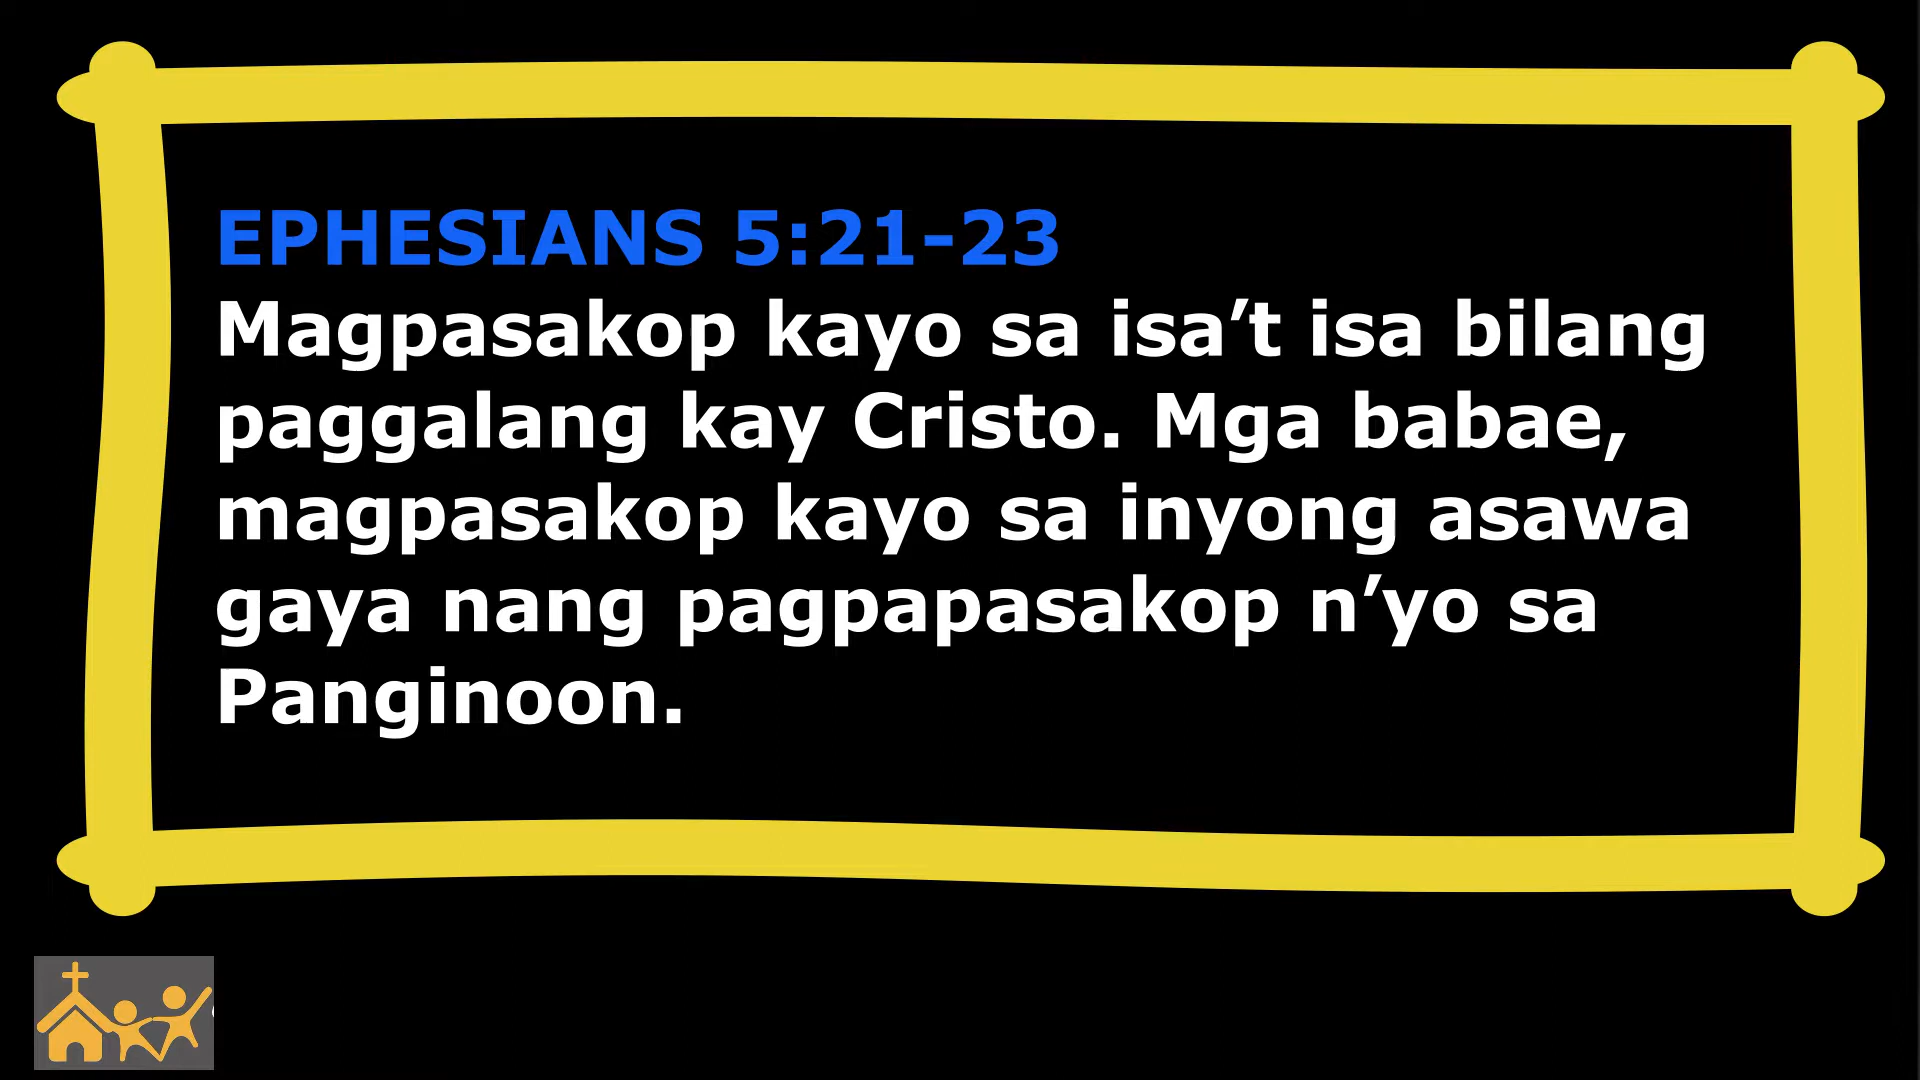 EPHESIANS 5:21-23
Magpasakop kayo sa isa’t isa bilang
paggalang kay Cristo. Mga babae,
magpasakop kayo sa inyong asawa
gaya nang pagpapasakop n’yo sa
Panginoon.